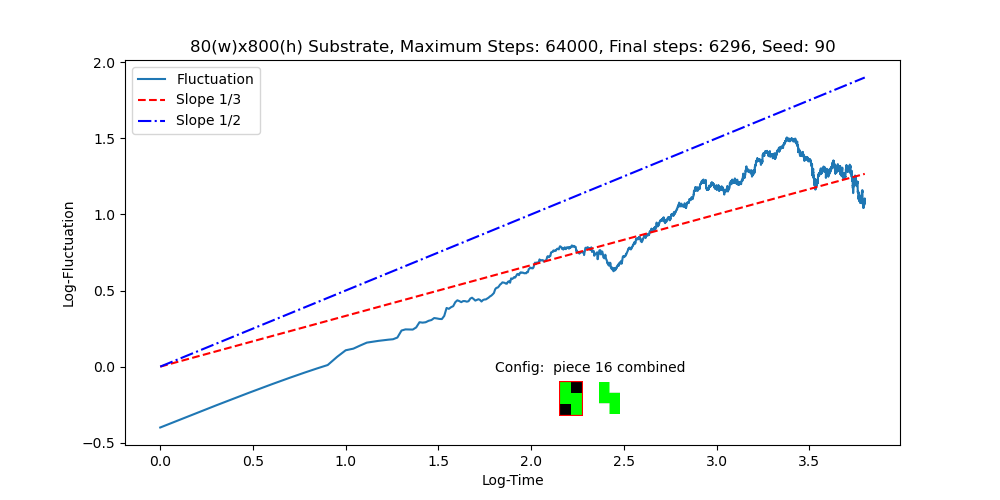 80(w)x800(h) Substrate, Maximum Steps: 64000, Final steps: 6296, Seed: 90
2.0
1.5
1.0
0.5
0.0
−0.5
Log-Fluctuation
Fluctuation
Slope 1/3
Slope 1/2
Config:  piece 16 combined
0.0 0.5 1.0 1.5 2.0 2.5 3.0 3.5
Log-Time